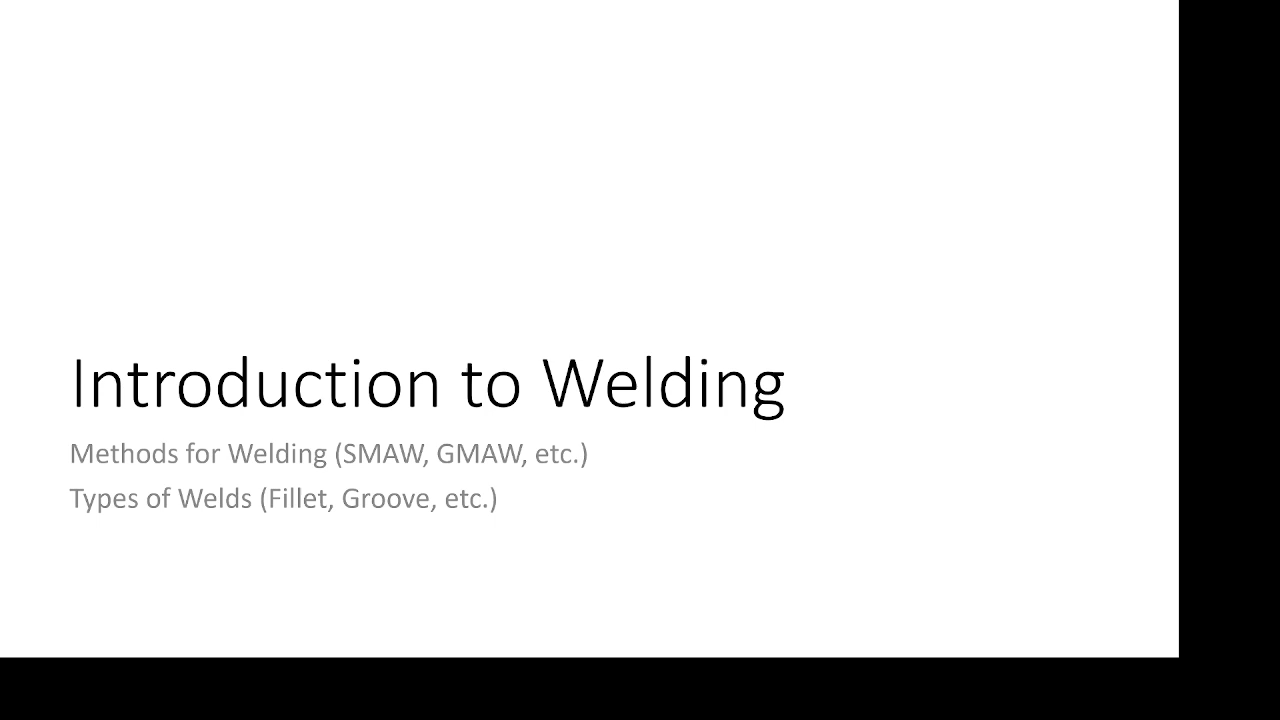 Introduction to Welding
Methods for Welding (SMAW, GMAW, etc.)
Types of Welds (Fillet, Groove, etc.)